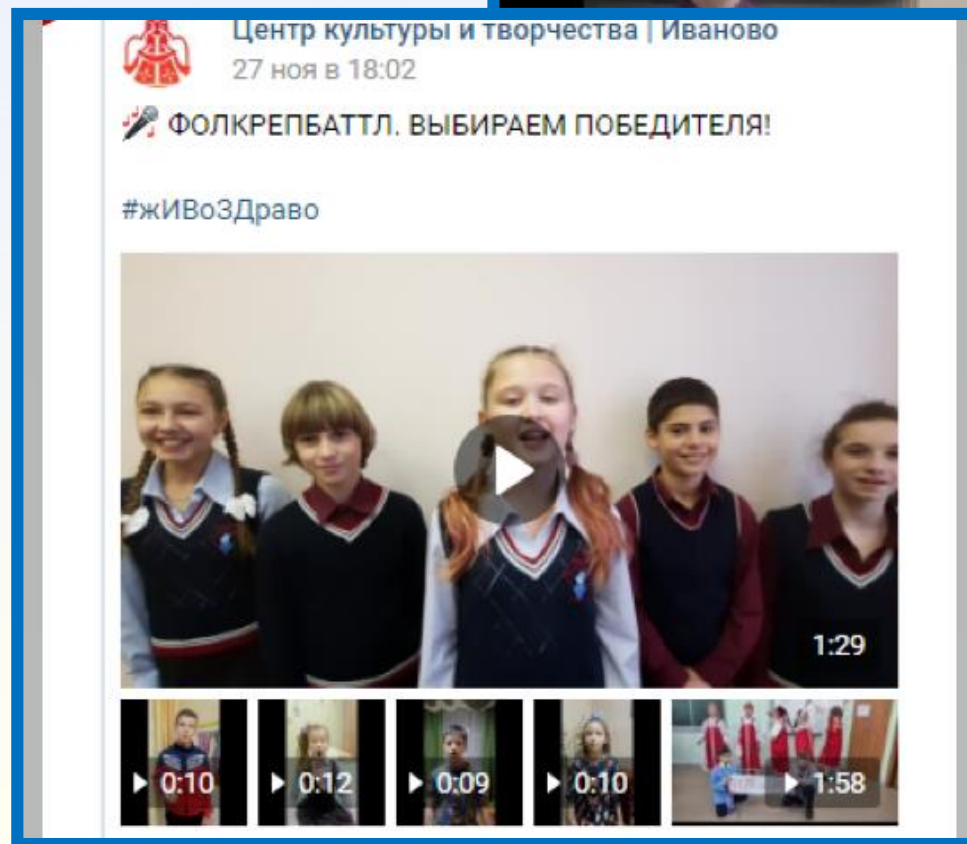 Центр культуры и творчества | Иваново
27 ноя в 18:02
ФОЛКРЕПБАТТЛ. ВЫБИРАЕМ ПОБЕДИТЕЛЯ!
#жИВоЗДраво
1:29
0:10
0:12
0:09
0:10
1:58